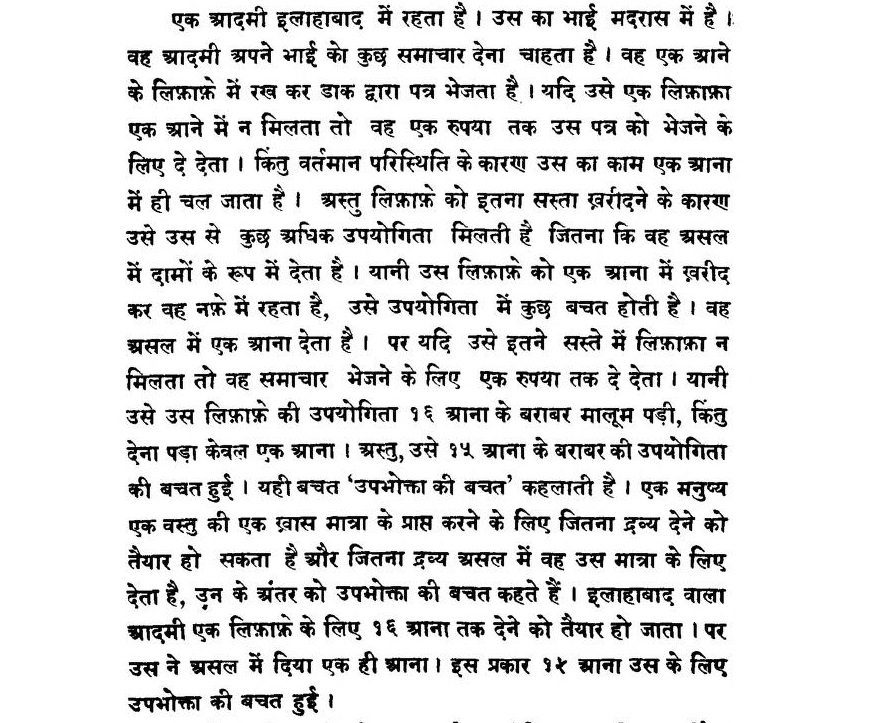 एक आदमी इलाहाबाद में रहता है । उस का भाई मदरास में है ।
वह आदमी अपने भाई को कुछ समाचार देना चाहता है । वह एक आने
के लिफ़ाफ़े में रख कर डाक द्वारा पत्र भेजता है । यदि उसे एक लिफ़ाफ़ा
एक आने में न मिलता तो वह एक रुपया तक उस पत्र को भेजने के
लिए दे देता । किंतु वर्तमान परिस्थिति के कारण उस का काम एक आना
में ही चल जाता है । अस्तु लिफ़ाफ़े को इतना सस्ता ख़रीदने के कारण
उसे उस से कुछ अधिक उपयोगिता मिलती है जितना कि वह असल
में दामों के रूप में देता है । यानी उस लिफ़ाफ़े को एक आना में ख़रीद
कर वह नफ़े में रहता है, उसे उपयोगिता में कुछ बचत होती है । वह
असल में एक आना देता है । पर यदि उसे इतने सस्ते में लिफ़ाफ़ा न
मिलता तो वह समाचार भेजने के लिए एक रुपया तक दे देता । यानी
उसे उस लिफ़ाफ़े की उपयोगिता १६ आना के बराबर मालूम पड़ी, किंतु
देना पड़ा केवल एक आना । अस्तु, उसे १५ आना के बराबर की उपयोगिता
की बचत हुई । यही बचत ‘उपभोक्ता की बचत’ कहलाती है । एक मनुष्य
एक वस्तु की एक ख़ास मात्रा के प्राप्त करने के लिए जितना द्रव्य देने को
तैयार हो सकता है और जितना द्रव्य असल में वह उस मात्रा के लिए
देता है, उन के अंतर को उपभोक्ता की बचत कहते हैं । इलाहाबाद वाला
आदमी एक लिफ़ाफ़े के लिए १६ आना तक देने को तैयार हो जाता । पर
उस ने असल में दिया एक ही आना । इस प्रकार १५ आना उस के लिए
उपभोक्ता की बचत हुई ।